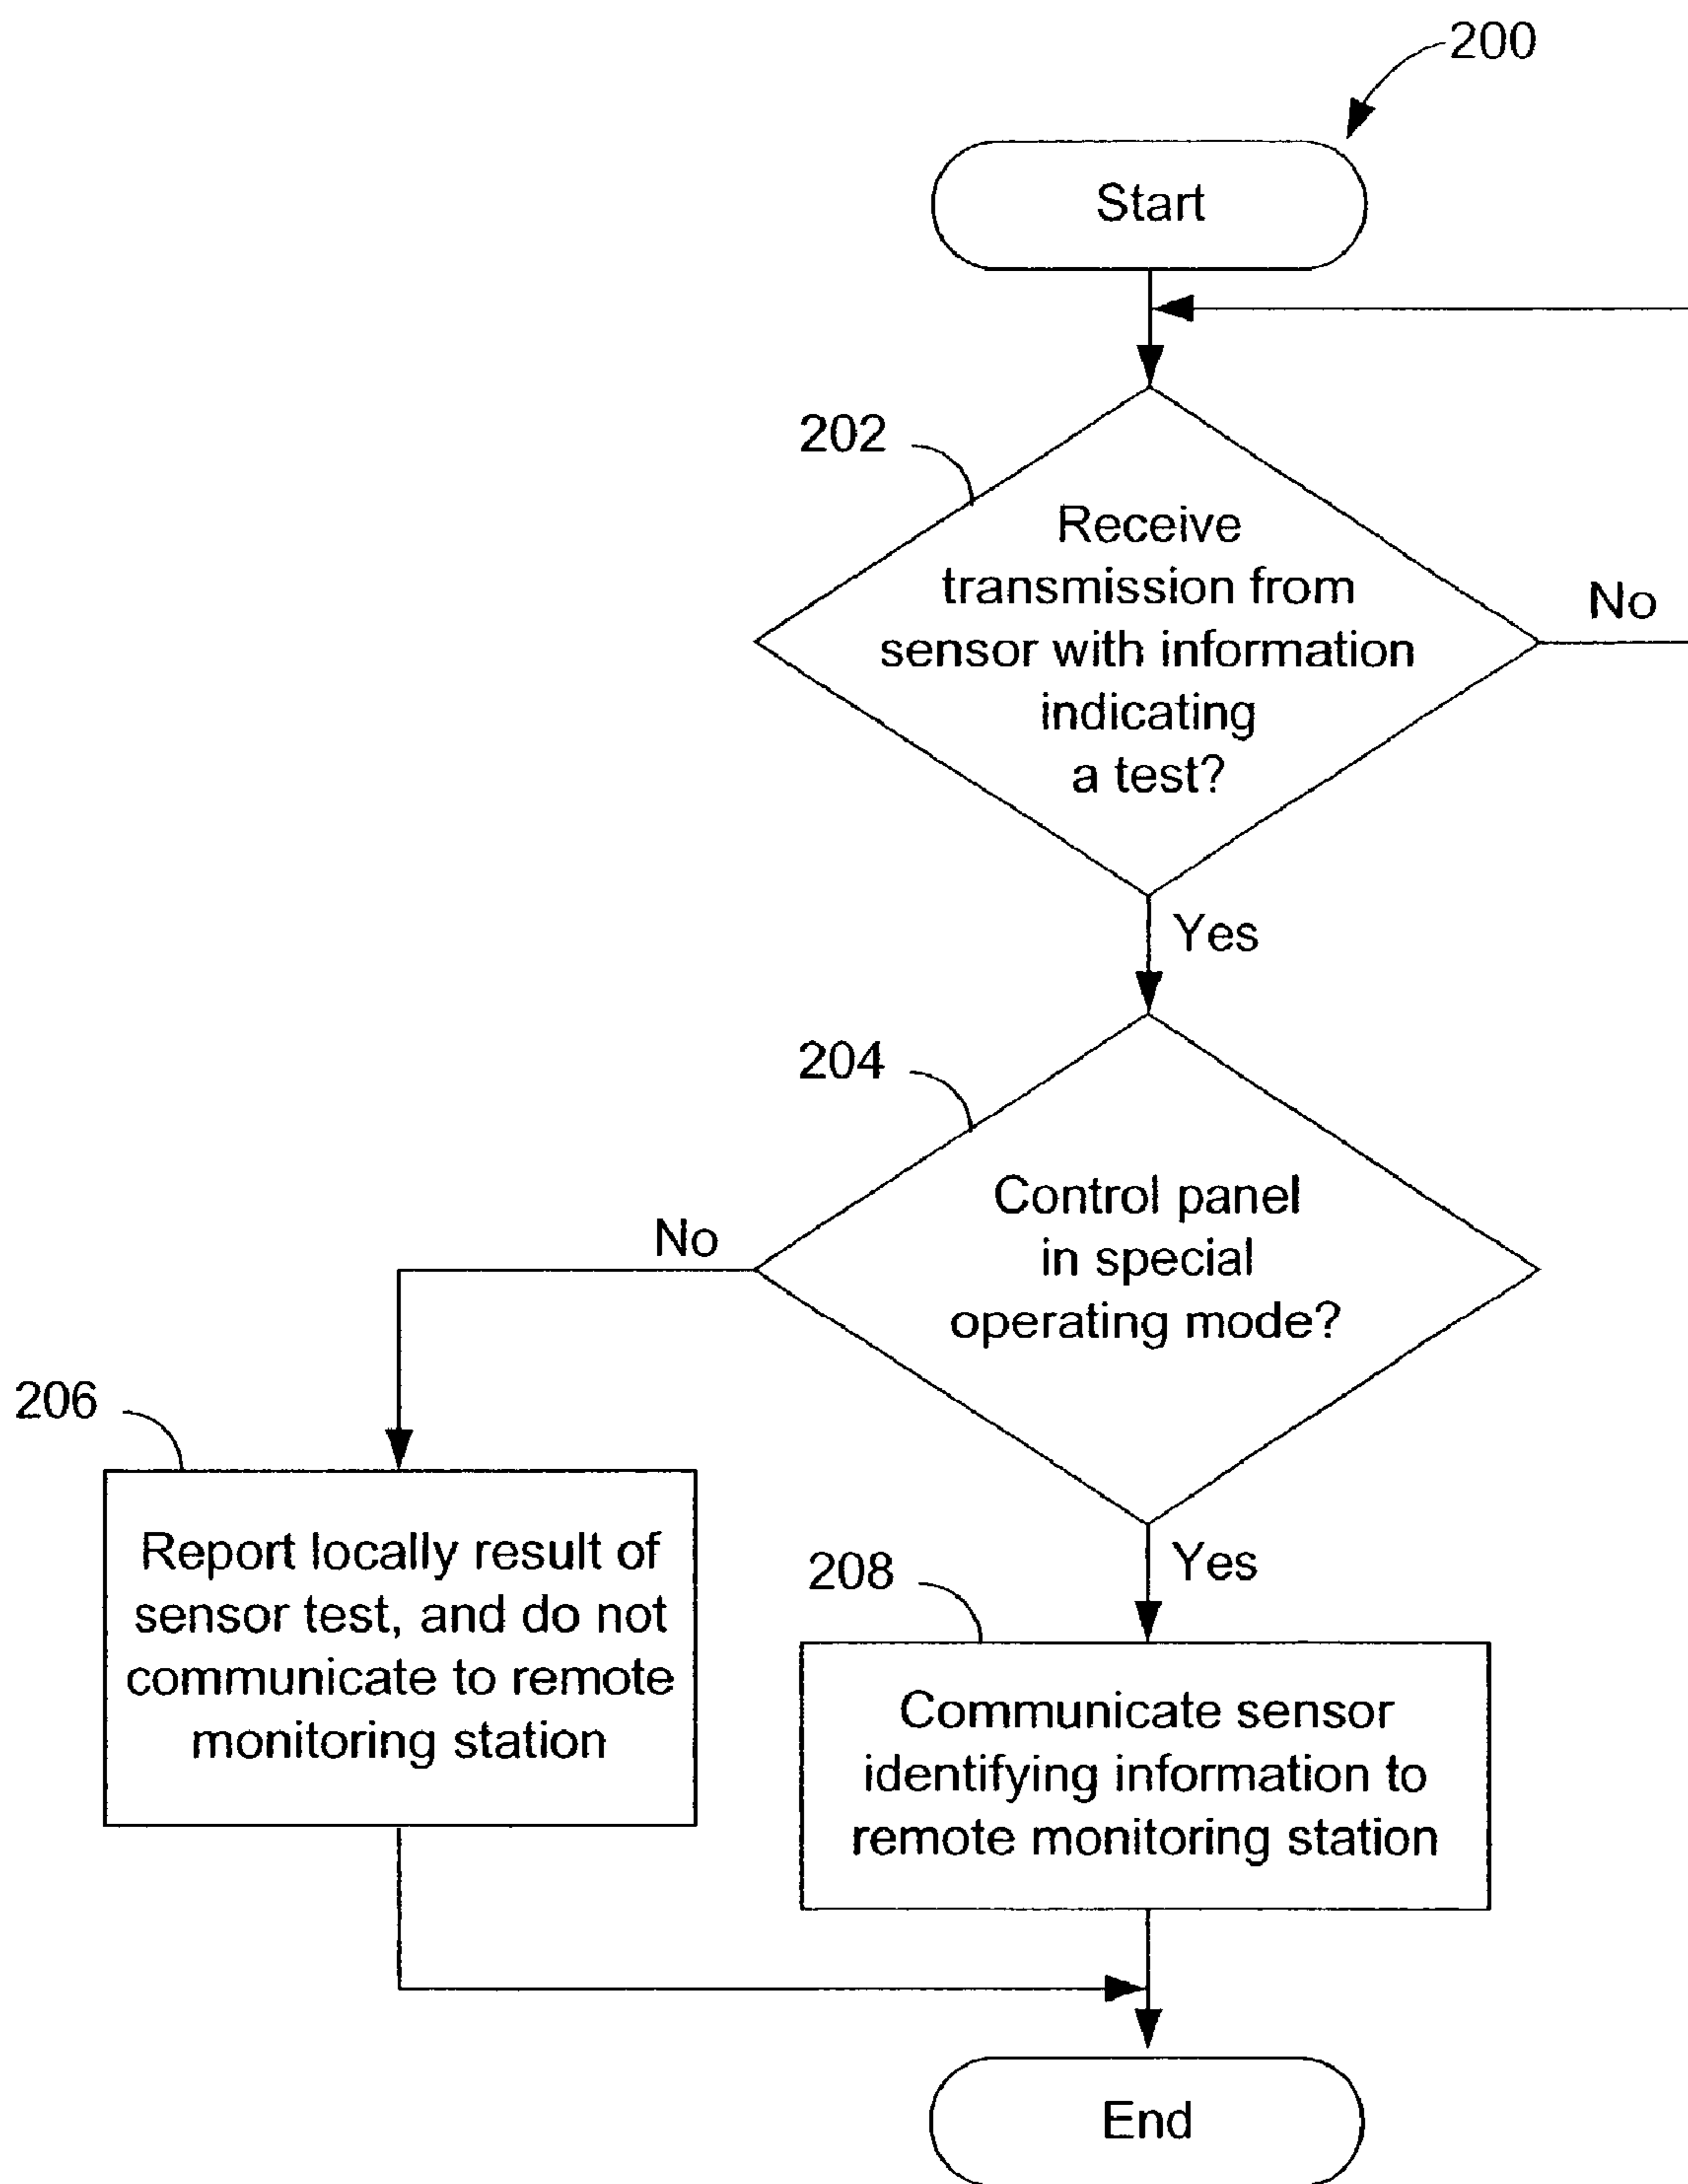 200
Start
202
Receive
transmission from
sensor with information
indicating
a test?
No
Yes
204
Control panel
in special
operating mode?
No
Yes
206
Report locally result of
sensor test, and do not
communicate to remote
monitoring station
208
Communicate sensor
identifying information to
remote monitoring station
End